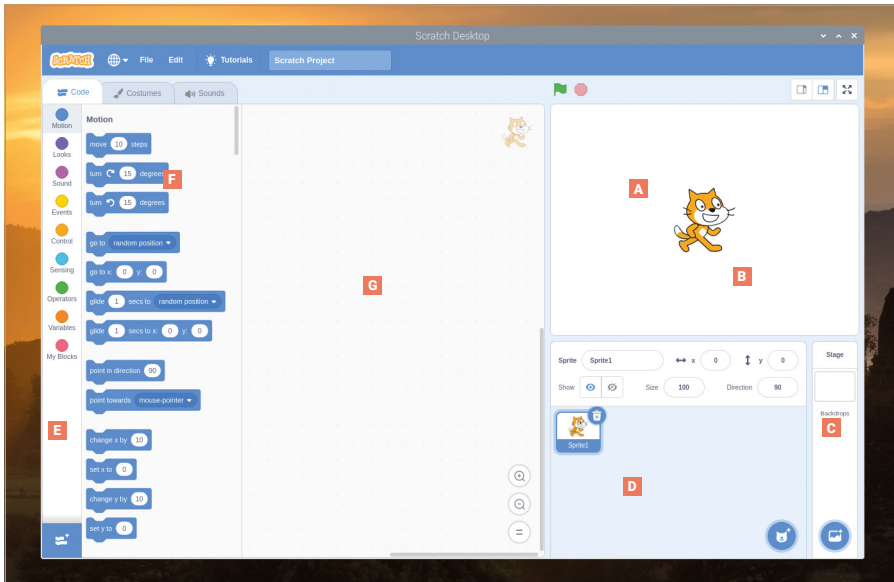 Scratch Desktop
SCRATCH File Edit Tutorials Scratch Project
Code Costumes Sounds
Motion
Looks
Sound
Events
Control
Sensing
Operators
Variables
My Blocks
E
Motion
move 10 steps
turn 15 degrees
F
turn 15 degrees
go to random position
go to x: 0 y: 0
glide 1 secs to random position
glide 1 secs to x: 0 y: 0
point in direction 90
point towards mouse-pointer
change x by 10
set x to 0
change y by 10
set y to 0
G
A
B
Sprite Sprite1 x 0 y 0
Show Size 100 Direction 90
Sprite1
D
Stage
Backdrops
C